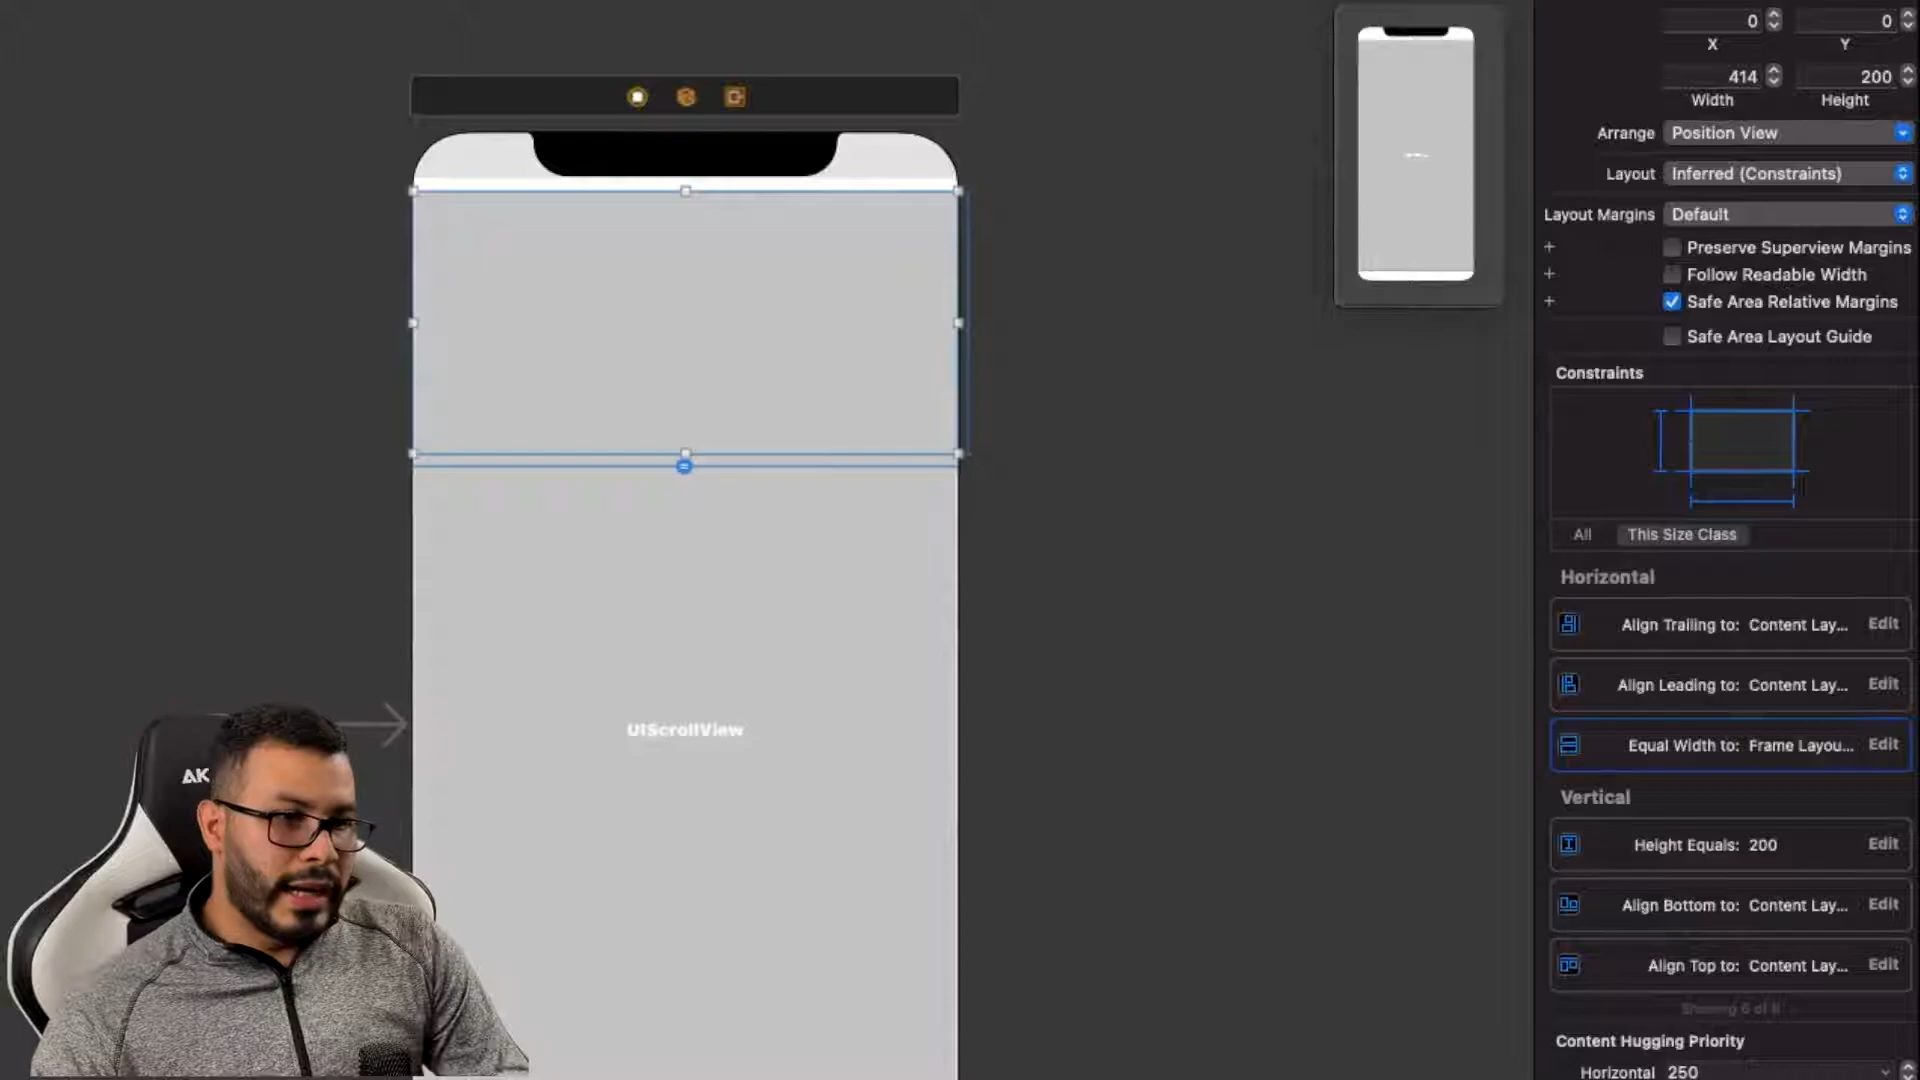 0
0
X
Y
414
200
Width
Height
Arrange
Position View
Layout
Inferred (Constraints)
Layout Margins
Default
Preserve Superview Margins
Follow Readable Width
Safe Area Relative Margins
Safe Area Layout Guide
Constraints
All
This Size Class
Horizontal
Align Trailing to: Content Lay... Edit
Align Leading to: Content Lay... Edit
Equal Width to: Frame Layou... Edit
Vertical
Height Equals: 200 Edit
Align Bottom to: Content Lay... Edit
Align Top to: Content Lay... Edit
Content Hugging Priority
Horizontal 250
UIScrollView
AK